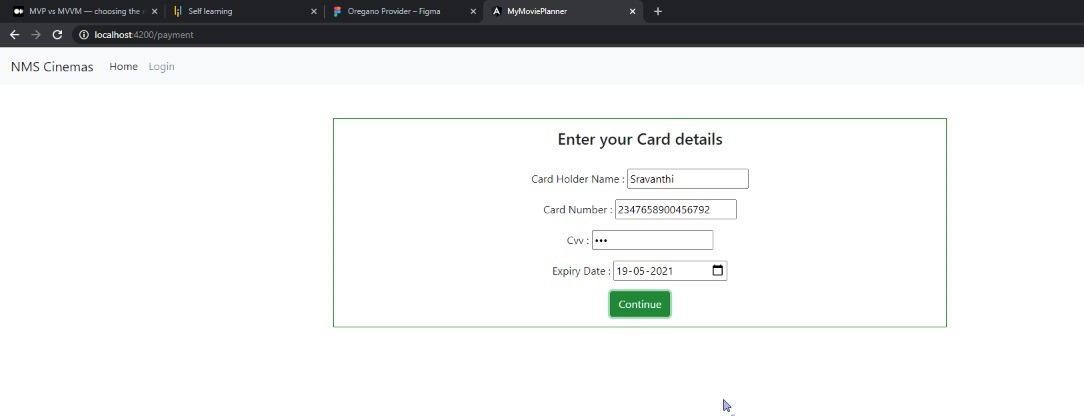 MVP vs MVVM — choosing the
Self learning
Oregano Provider – Figma
MyMoviePlanner
localhost:4200/payment
NMS Cinemas Home Login
Enter your Card details
Card Holder Name : Sravanthi
Card Number : 2347658900456792
Cvv : •••
Expiry Date : 19-05-2021
Continue